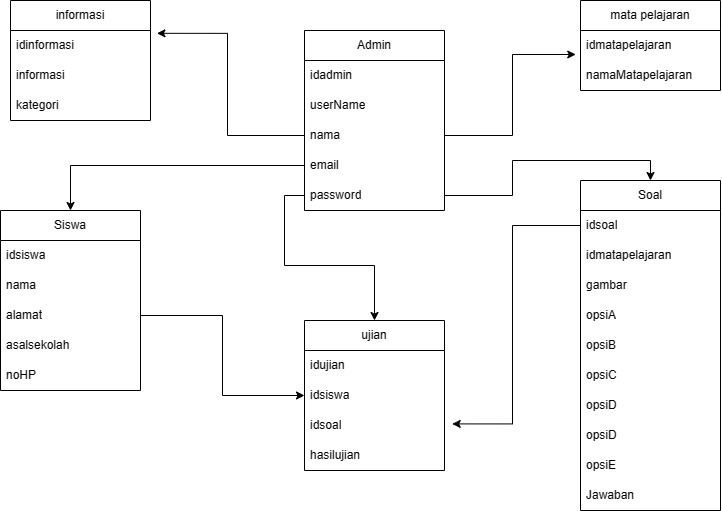 informasi
idinformasi
informasi
kategori
Admin
idadmin
userName
nama
email
password
mata pelajaran
idmatapelajaran
namaMatapelajaran
Siswa
idsiswa
nama
alamat
asalsekolah
noHP
ujian
idujian
idsiswa
idsoal
hasilujian
Soal
idsoal
idmatapelajaran
gambar
opsiA
opsiB
opsiC
opsiD
opsiD
opsiE
Jawaban